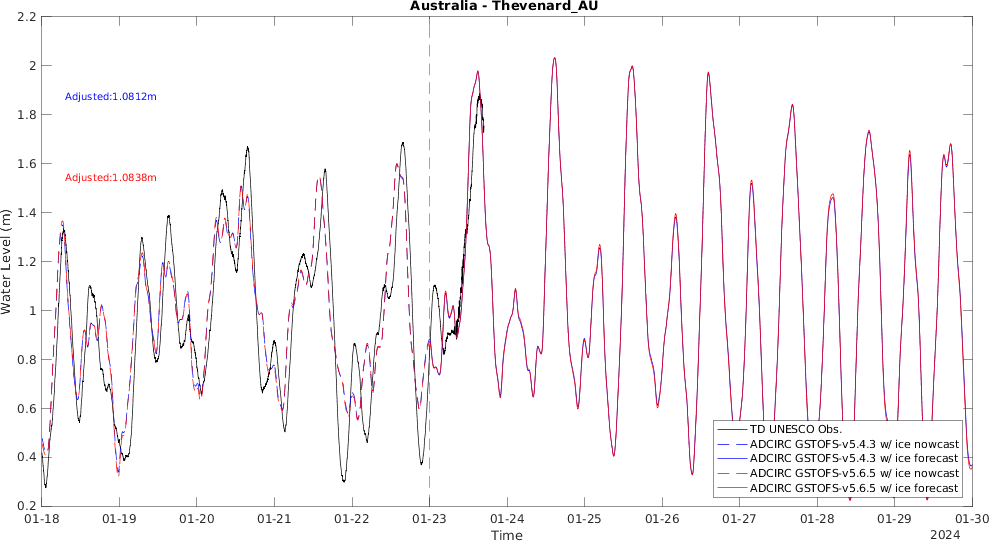 Australia - Thevenard_AU
2.2
2
1.8
1.6
1.4
1.2
1
0.8
0.6
0.4
0.2
Water Level (m)
Adjusted:1.0812m
Adjusted:1.0838m
TD UNESCO Obs.
ADCIRC GSTOFS-v5.4.3 w/ ice nowcast
ADCIRC GSTOFS-v5.4.3 w/ ice forecast
ADCIRC GSTOFS-v5.6.5 w/ ice nowcast
ADCIRC GSTOFS-v5.6.5 w/ ice forecast
01-18 01-19 01-20 01-21 01-22 01-23 01-24 01-25 01-26 01-27 01-28 01-29 01-30
Time
2024